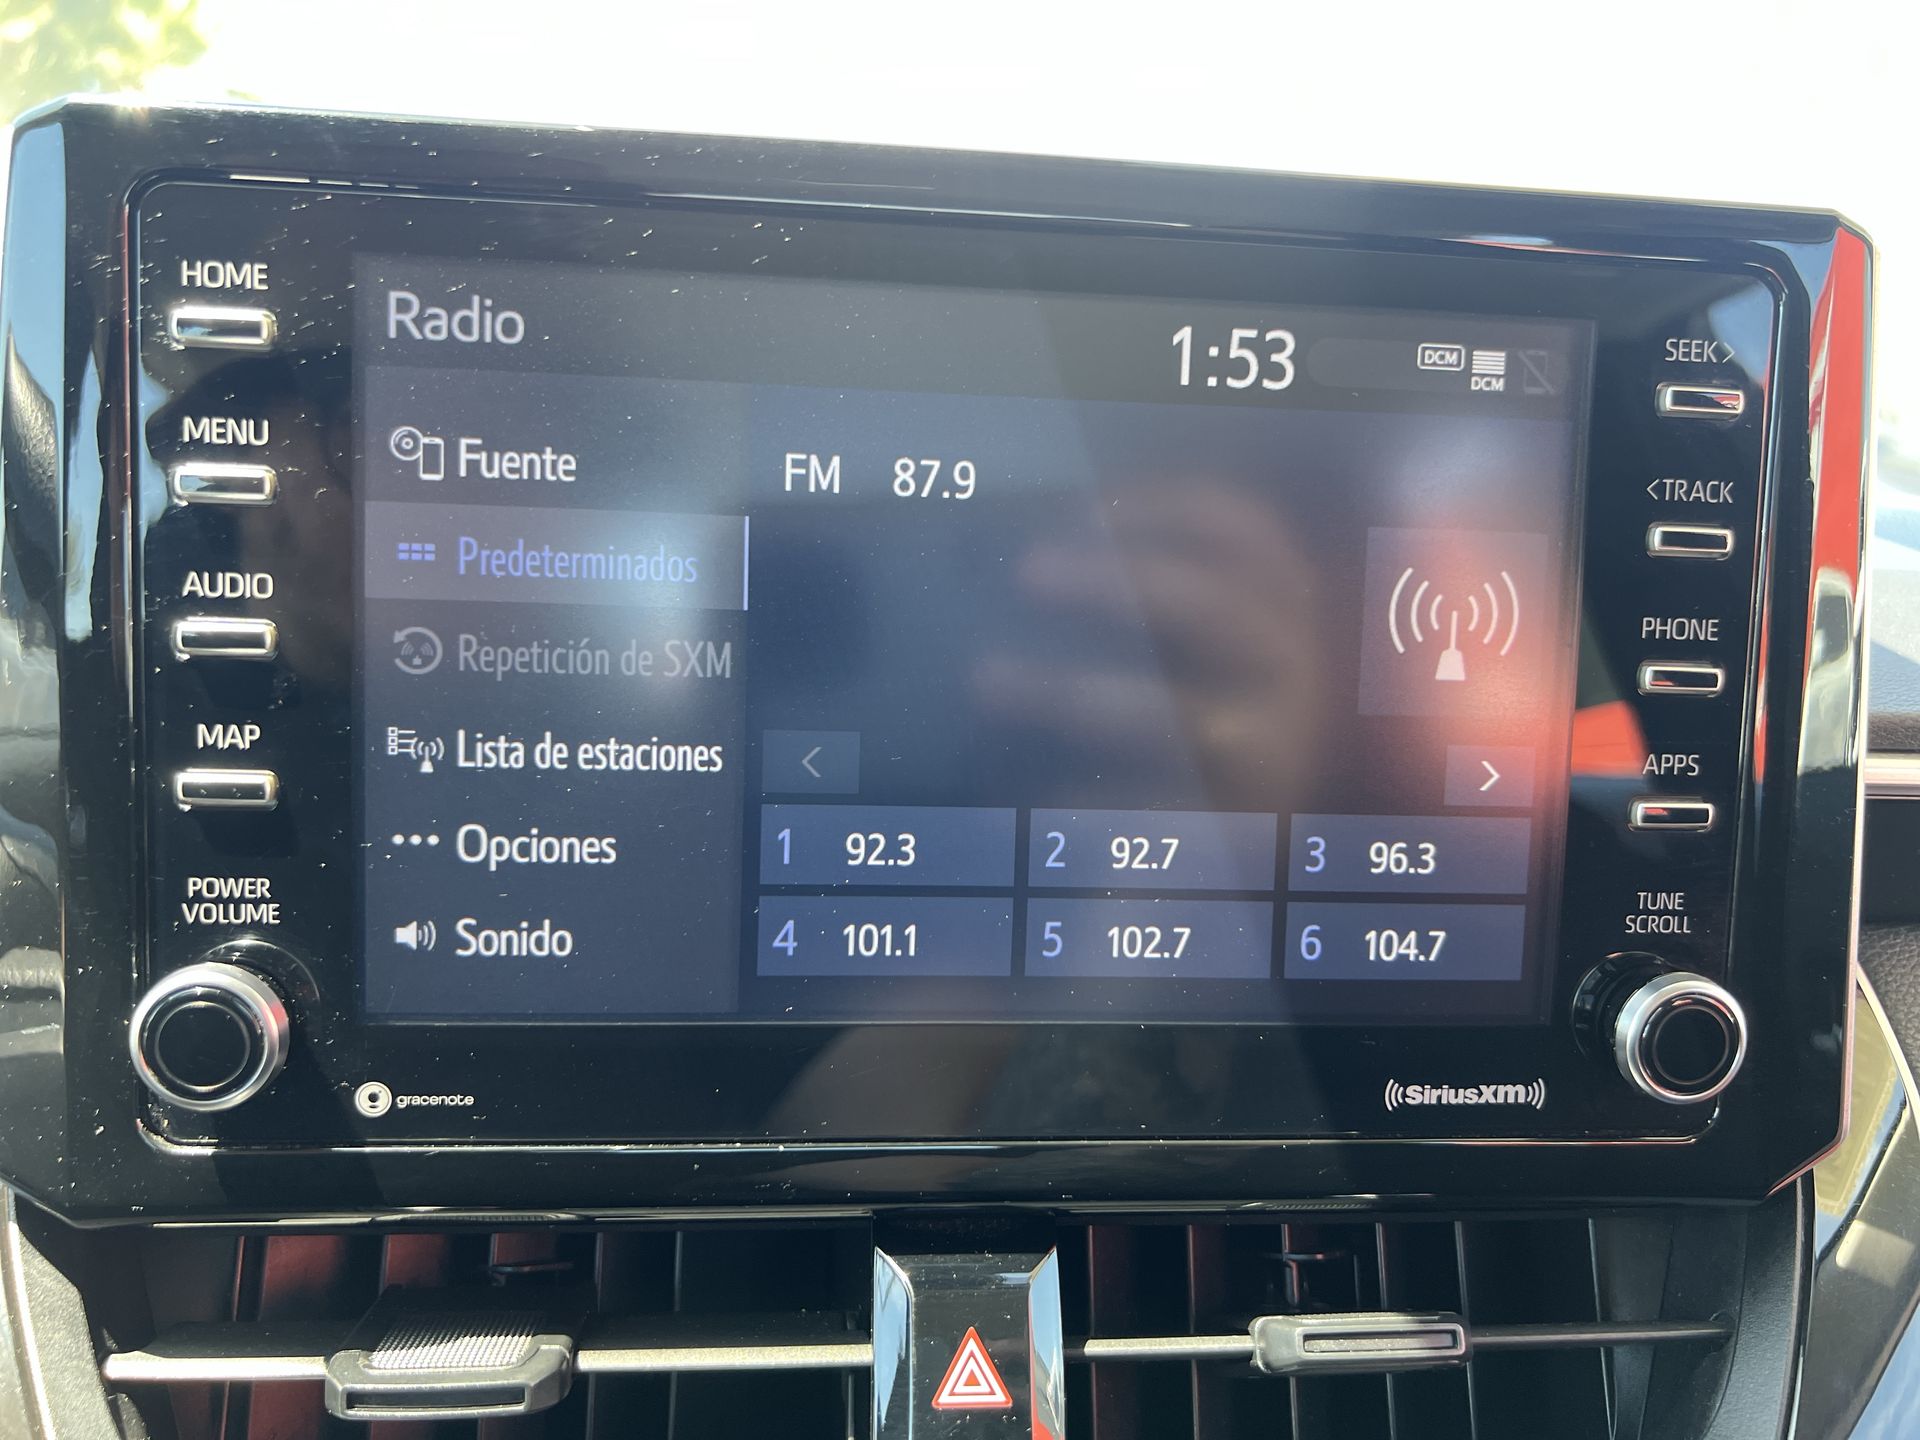 HOME
MENU
AUDIO
MAP
POWER
VOLUME
Radio
1:53
DCM
DCM
Fuente
Predeterminados
Repetición de SXM
Lista de estaciones
Opciones
Sonido
FM 87.9
<
>
1 92.3
2 92.7
3 96.3
4 101.1
5 102.7
6 104.7
SEEK>
<TRACK
PHONE
APPS
TUNE
SCROLL
gracenote
SiriusXM